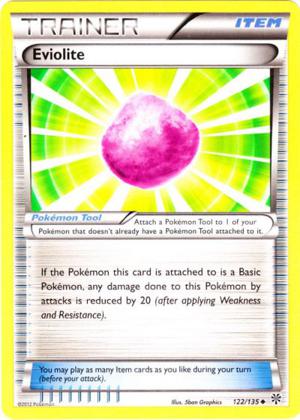 TRAINER ITEM
Eviolite
Pokémon Tool
Attach a Pokémon Tool to 1 of your
Pokémon that doesn't already have a Pokémon Tool attached to it.
If the Pokémon this card is attached to is a Basic
Pokémon, any damage done to this Pokémon by
attacks is reduced by 20 (after applying Weakness
and Resistance).
You may play as many Item cards as you like during your turn
(before your attack).
©2012 Pokémon
Illus. 5ban Graphics
122/135